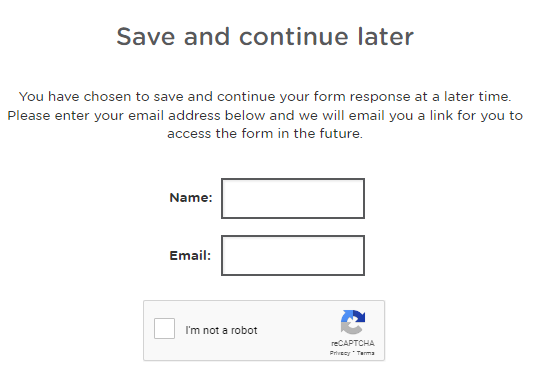 Save and continue later
You have chosen to save and continue your form response at a later time.
Please enter your email address below and we will email you a link for you to
access the form in the future.
Name:
Email:
I'm not a robot
reCAPTCHA
Privacy • Terms